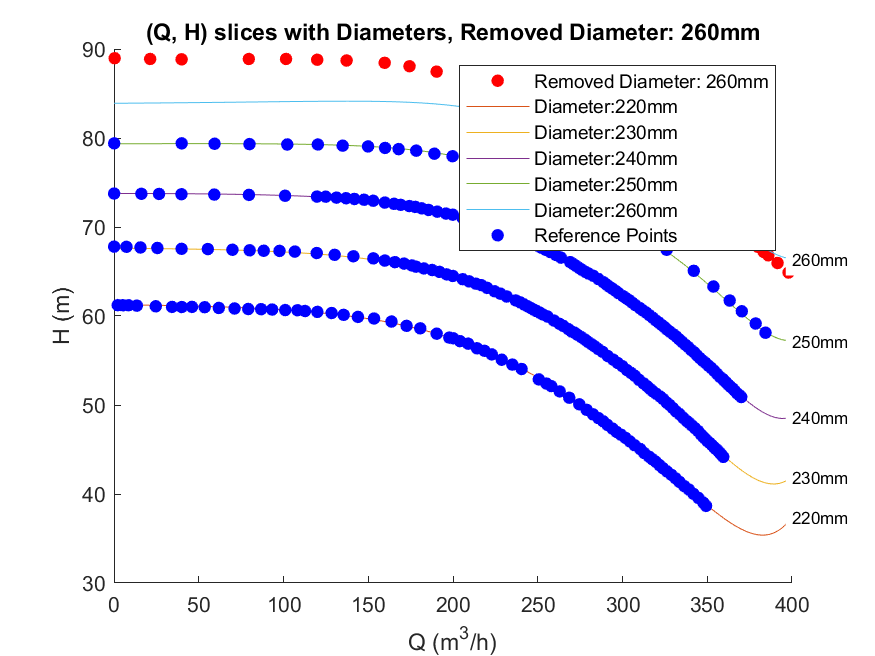 (Q, H) slices with Diameters, Removed Diameter: 260mm
90
80
70
60
50
40
30
H (m)
0
50
100
150
200
250
300
350
400
Q (m³/h)
Removed Diameter: 260mm
Diameter:220mm
Diameter:230mm
Diameter:240mm
Diameter:250mm
Diameter:260mm
Reference Points
260mm
250mm
240mm
230mm
220mm